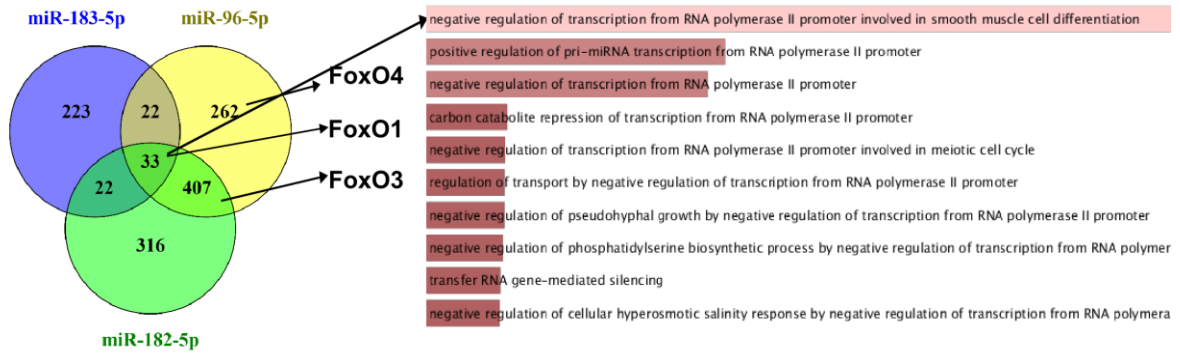 miR-183-5p
miR-96-5p
223
22
262
33
22
407
316
miR-182-5p
FoxO4
FoxO1
FoxO3
negative regulation of transcription from RNA polymerase II promoter involved in smooth muscle cell differentiation
positive regulation of pri-miRNA transcription from RNA polymerase II promoter
negative regulation of transcription from RNA polymerase II promoter
carbon catabolite repression of transcription from RNA polymerase II promoter
negative regulation of transcription from RNA polymerase II promoter involved in meiotic cell cycle
regulation of transport by negative regulation of transcription from RNA polymerase II promoter
negative regulation of pseudohyphal growth by negative regulation of transcription from RNA polymerase II promoter
negative regulation of phosphatidylserine biosynthetic process by negative regulation of transcription from RNA polymer
transfer RNA gene-mediated silencing
negative regulation of cellular hyperosmotic salinity response by negative regulation of transcription from RNA polymera